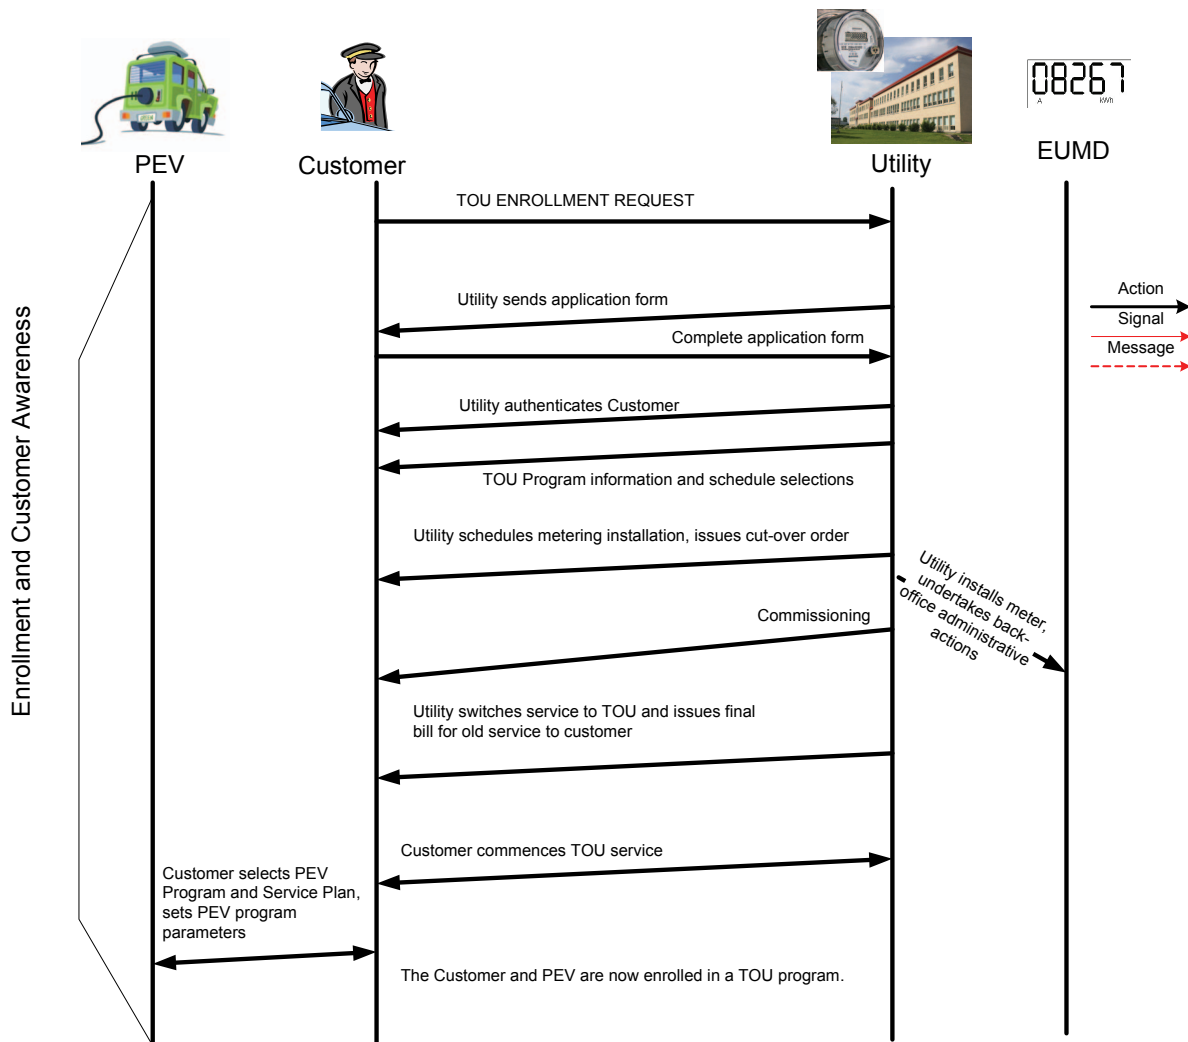 08267
A
kWh
PEV
Customer
Utility
EUMD
TOU ENROLLMENT REQUEST
Utility sends application form
Complete application form
Action
Signal
Message
Enrollment and Customer Awareness
Utility authenticates Customer
TOU Program information and schedule selections
Utility schedules metering installation, issues cut-over order
Utility installs meter,
undertakes back-
office administrative
actions
Commissioning
Utility switches service to TOU and issues final
bill for old service to customer
Customer commences TOU service
Customer selects PEV
Program and Service Plan,
sets PEV program
parameters
The Customer and PEV are now enrolled in a TOU program.